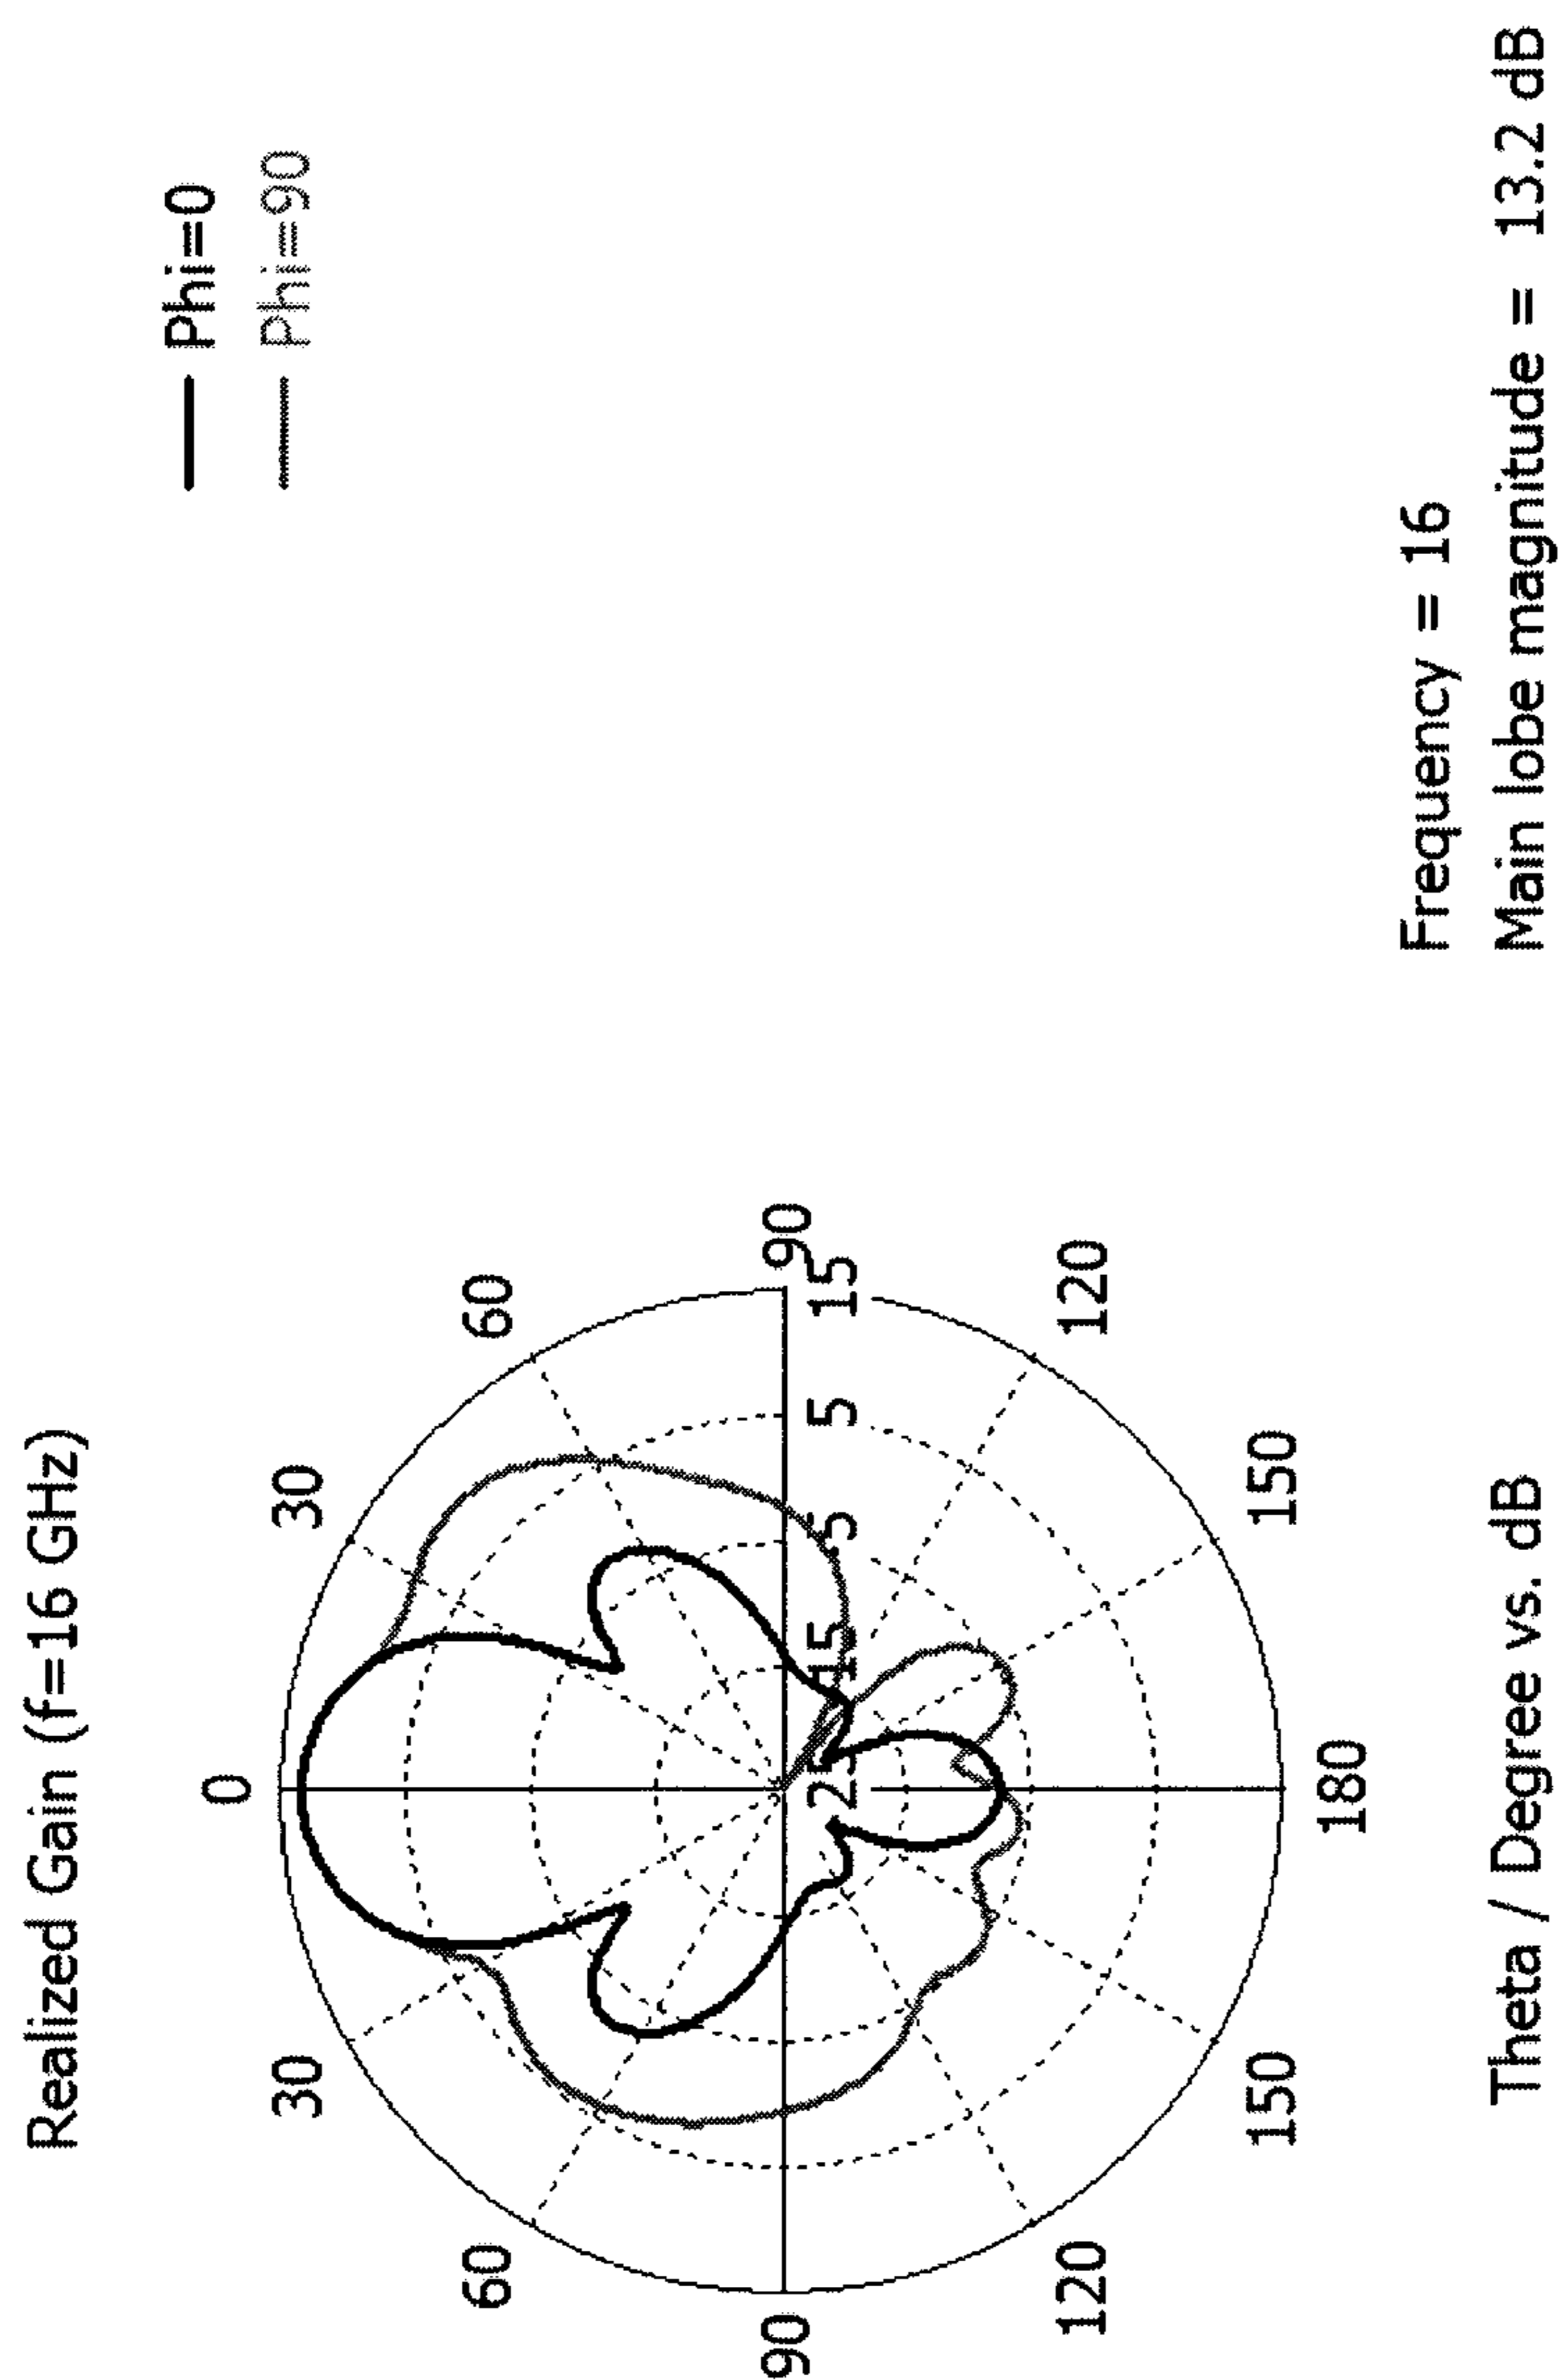 Realized Gain (f=16 GHz)
Phi=0
Phi=90
0
30
30
60
60
90
90
25
15
.5
5
15
120
120
150
150
180
Theta / Degree vs. dB
Frequency = 16
Main lobe magnitude = 13.2 dB